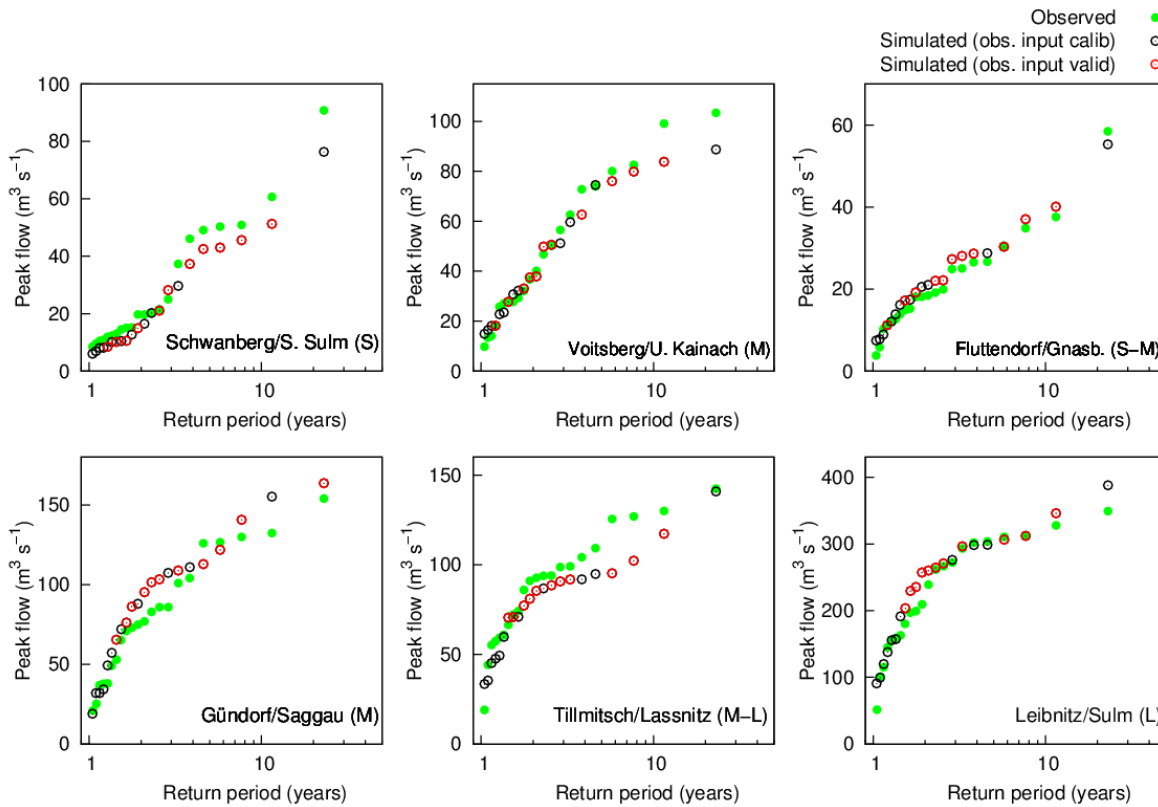 Observed
Simulated (obs. input calib)
Simulated (obs. input valid)
100
80
60
40
20
0
Peak flow (m³ s⁻¹)
Schwanberg/S. Sulm (S)
1
10
Return period (years)
100
80
60
40
20
0
Peak flow (m³ s⁻¹)
Voitsberg/U. Kainach (M)
1
10
Return period (years)
60
40
20
0
Peak flow (m³ s⁻¹)
Fluttendorf/Gnasb. (S−M)
1
10
Return period (years)
150
100
50
0
Peak flow (m³ s⁻¹)
Gündorf/Saggau (M)
1
10
Return period (years)
150
100
50
0
Peak flow (m³ s⁻¹)
Tillmitsch/Lassnitz (M−L)
1
10
Return period (years)
400
300
200
100
0
Peak flow (m³ s⁻¹)
Leibnitz/Sulm (L)
1
10
Return period (years)